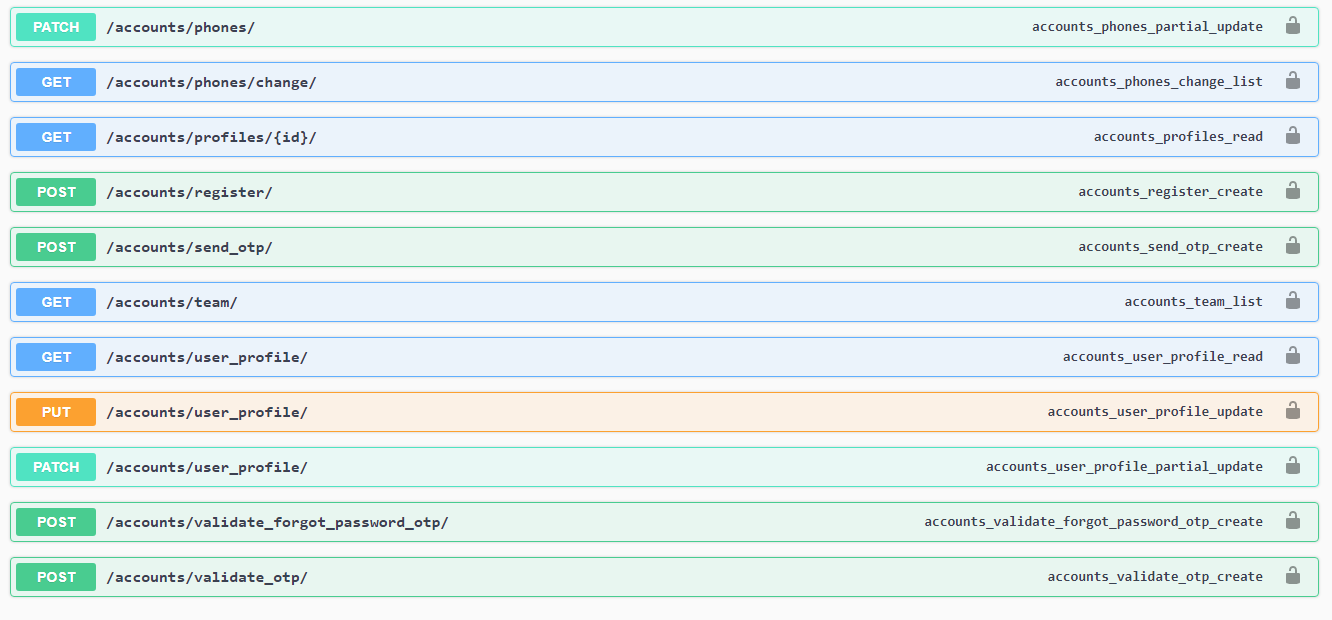 PATCH /accounts/phones/ accounts_phones_partial_update
GET /accounts/phones/change/ accounts_phones_change_list
GET /accounts/profiles/{id}/ accounts_profiles_read
POST /accounts/register/ accounts_register_create
POST /accounts/send_otp/ accounts_send_otp_create
GET /accounts/team/ accounts_team_list
GET /accounts/user_profile/ accounts_user_profile_read
PUT /accounts/user_profile/ accounts_user_profile_update
PATCH /accounts/user_profile/ accounts_user_profile_partial_update
POST /accounts/validate_forgot_password_otp/ accounts_validate_forgot_password_otp_create
POST /accounts/validate_otp/ accounts_validate_otp_create